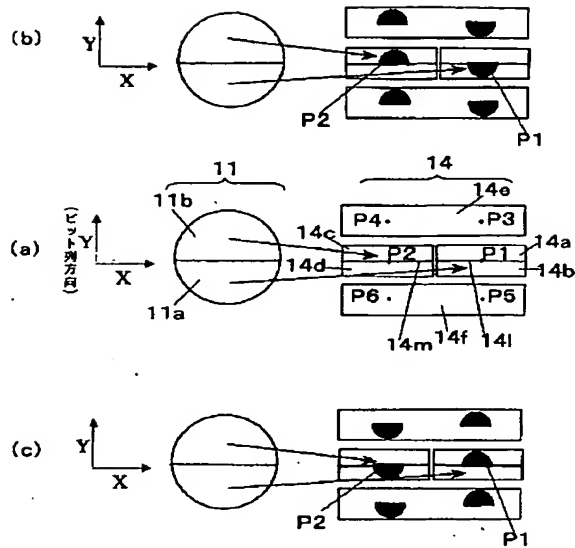 (b)
Y
X
P2
P1
(a)
(ピット列方向)
Y
X
11
11b
11a
14
14e
14c
14d
14a
14b
P4
P3
P2
P1
P6
P5
14f
14m
14l
(c)
Y
X
P2
P1